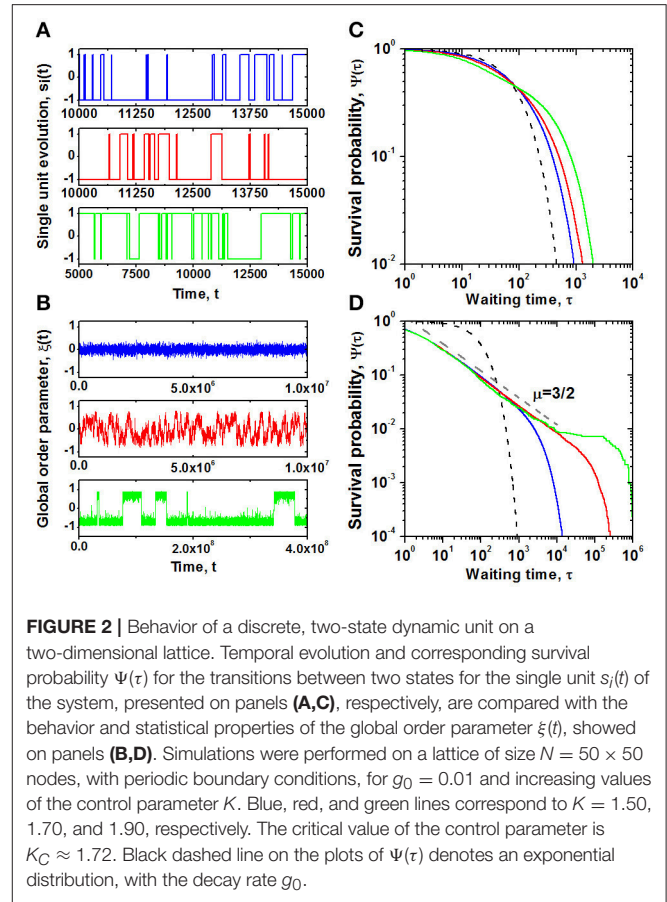 A
Single unit evolution, s_i(t)
1
0
-1
10000 11250 12500 13750 15000
1
0
-1
10000 11250 12500 13750 15000
1
0
-1
5000 7500 10000 12500 15000
Time, t
B
Global order parameter, ξ(t)
1
0
-1
0.0 5.0x10^6 1.0x10^7
1
0
-1
0.0 5.0x10^6 1.0x10^7
1
0
-1
0.0 2.0x10^8 4.0x10^8
Time, t
C
Survival probability, Ψ(τ)
10^0
10^-1
10^-2
10^0 10^1 10^2 10^3 10^4
Waiting time, τ
D
Survival probability, Ψ(τ)
10^0
10^-1
10^-2
10^-3
10^-4
μ=3/2
10^0 10^1 10^2 10^3 10^4 10^5 10^6
Waiting time, τ
FIGURE 2 | Behavior of a discrete, two-state dynamic unit on a
two-dimensional lattice. Temporal evolution and corresponding survival
probability Ψ(τ) for the transitions between two states for the single unit s_i(t) of
the system, presented on panels (A,C), respectively, are compared with the
behavior and statistical properties of the global order parameter ξ(t), showed
on panels (B,D). Simulations were performed on a lattice of size N = 50 × 50
nodes, with periodic boundary conditions, for g_0 = 0.01 and increasing values
of the control parameter K. Blue, red, and green lines correspond to K = 1.50,
1.70, and 1.90, respectively. The critical value of the control parameter is
K_C ≈ 1.72. Black dashed line on the plots of Ψ(τ) denotes an exponential
distribution, with the decay rate g_0.